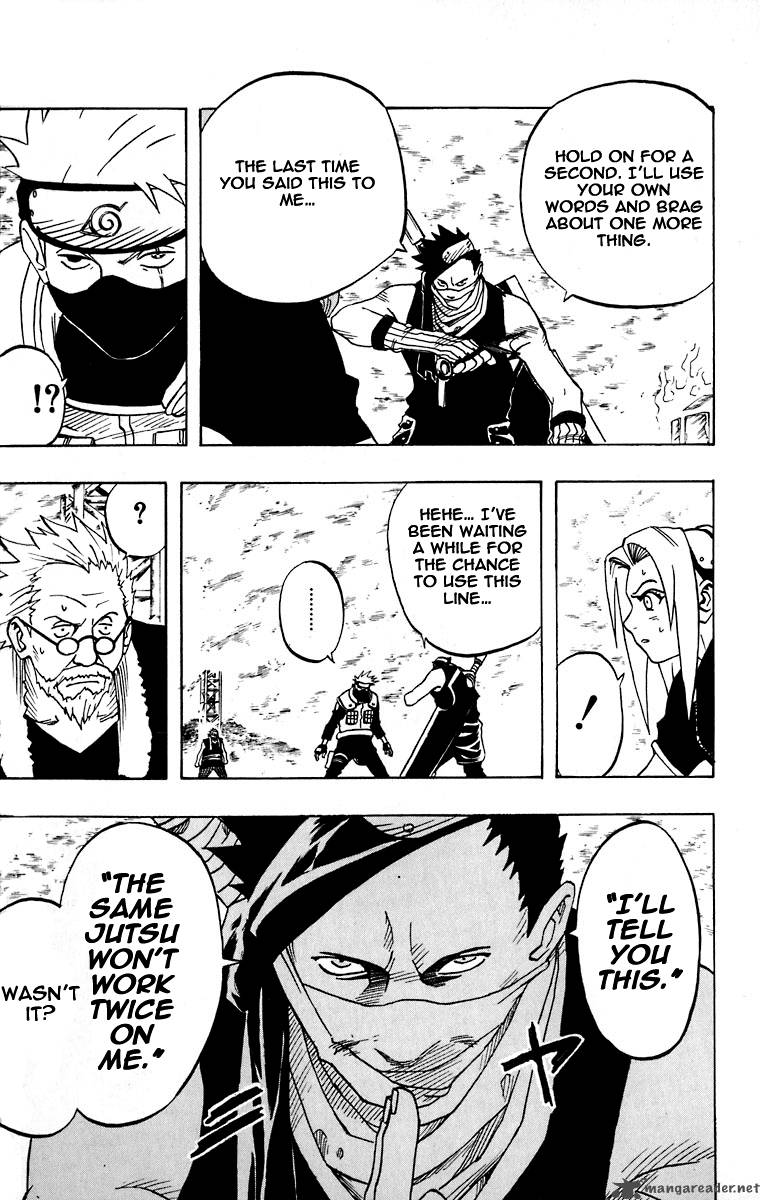 HOLD ON FOR A
SECOND. I'LL USE
YOUR OWN
WORDS AND BRAG
ABOUT ONE MORE
THING.
THE LAST TIME
YOU SAID THIS TO
ME...
!?
!
HEHE... I'VE
BEEN WAITING
A WHILE FOR
THE CHANCE
TO USE THIS
LINE...
.........
?
"I'LL
TELL
YOU
THIS."
"THE
SAME
JUTSU
WON'T
WORK
TWICE
ON
ME."
WASN'T
IT?
mangareader.net